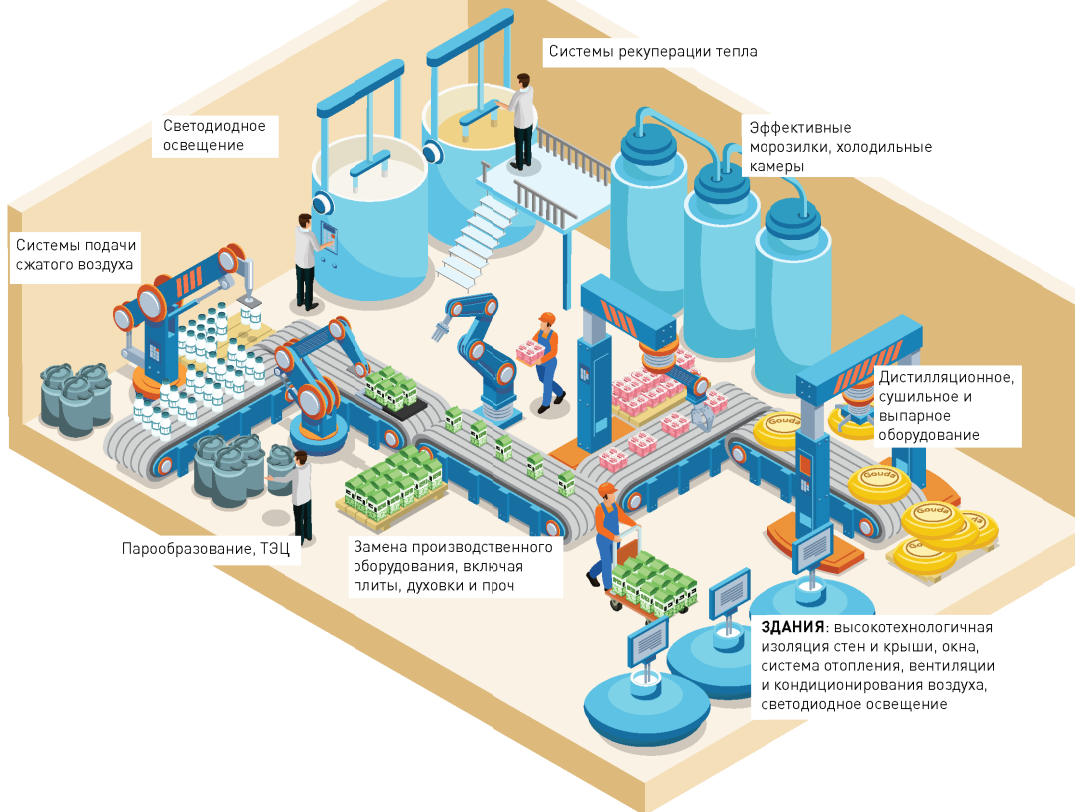 Системы рекуперации тепла
Светодиодное
освещение
Эффективные
морозилки, холодильные
камеры
Системы подачи
сжатого воздуха
Дистилляционное,
сушильное и
выпарное
оборудование
Gouda
Gouda
Gouda
Gouda
Парообразование, ТЭЦ
Замена производственного
оборудования, включая
плиты, духовки и проч
ЗДАНИЯ: высокотехнологичная
изоляция стен и крыши, окна,
система отопления, вентиляции
и кондиционирования воздуха,
светодиодное освещение